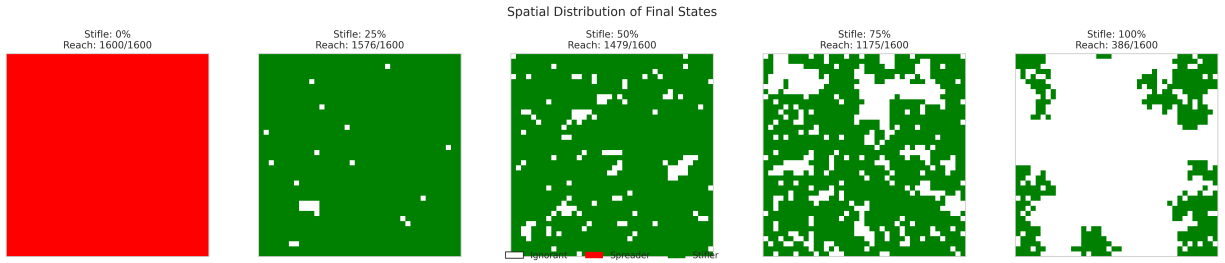 Spatial Distribution of Final States
Stifle: 0%
Reach: 1600/1600
Stifle: 25%
Reach: 1576/1600
Stifle: 50%
Reach: 1479/1600
Stifle: 75%
Reach: 1175/1600
Stifle: 100%
Reach: 386/1600
Ignorant
Spreader
Stifler